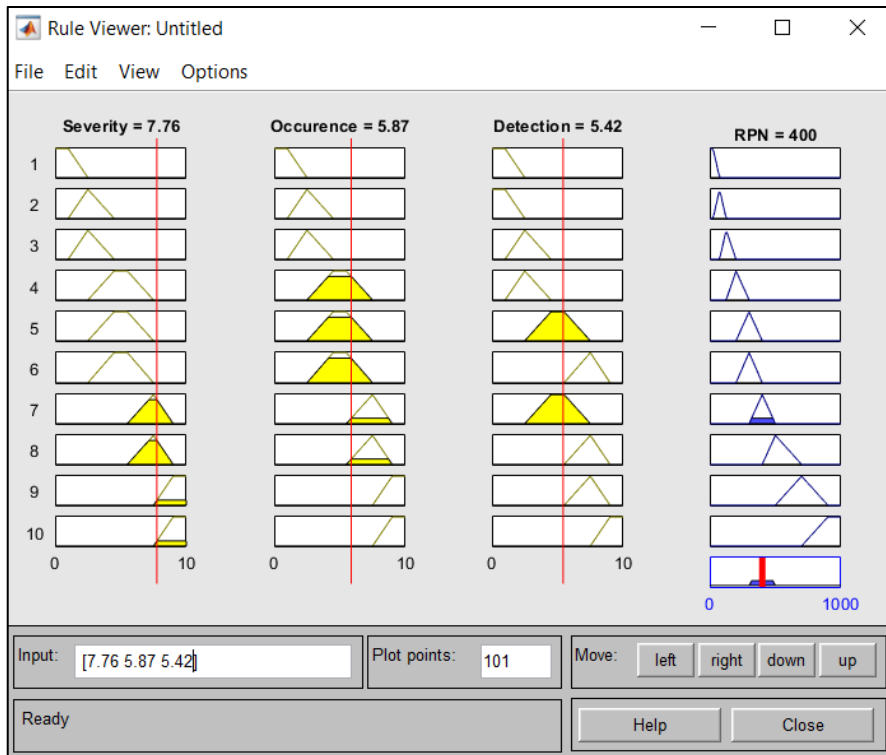 Rule Viewer: Untitled
File Edit View Options
Severity = 7.76 Occurence = 5.87 Detection = 5.42 RPN = 400
1
2
3
4
5
6
7
8
9
10
0 10 0 10 0 10
0 1000
Input: [7.76 5.87 5.42] Plot points: 101 Move: left right down up
Ready Help Close